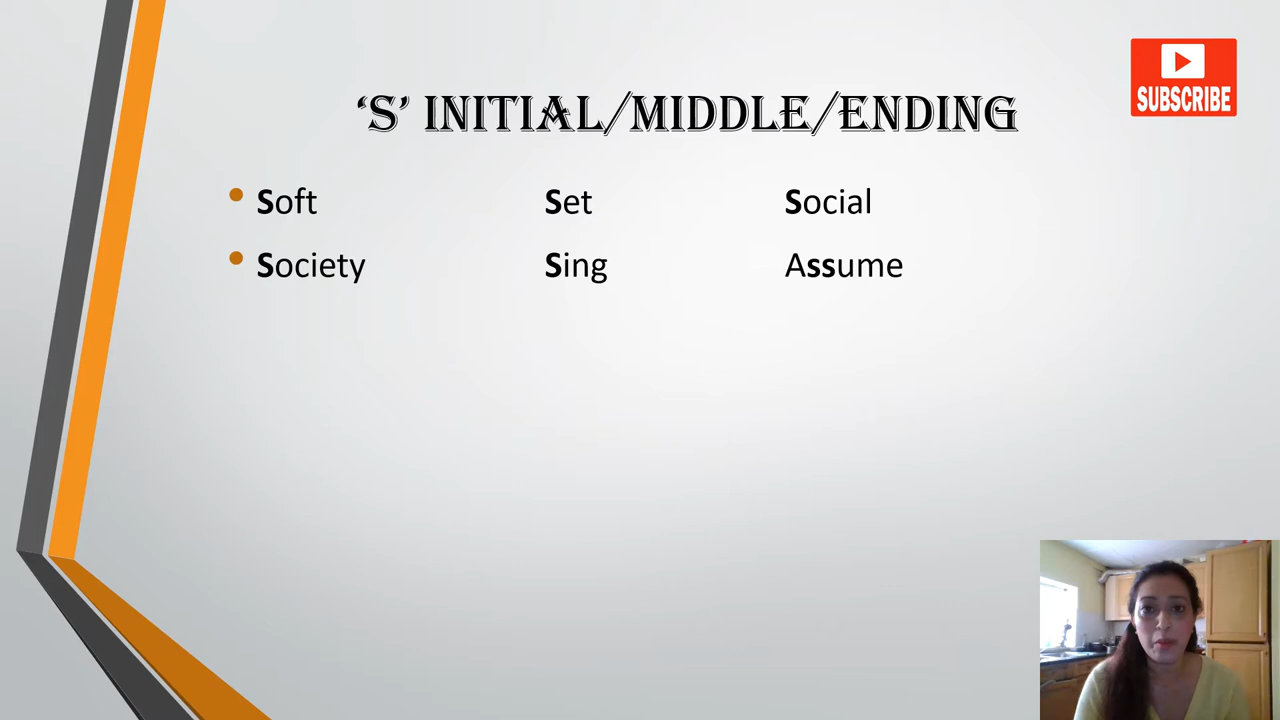 ‘S’ INITIAL/MIDDLE/ENDING
SUBSCRIBE
• Soft Set Social
• Society Sing Assume